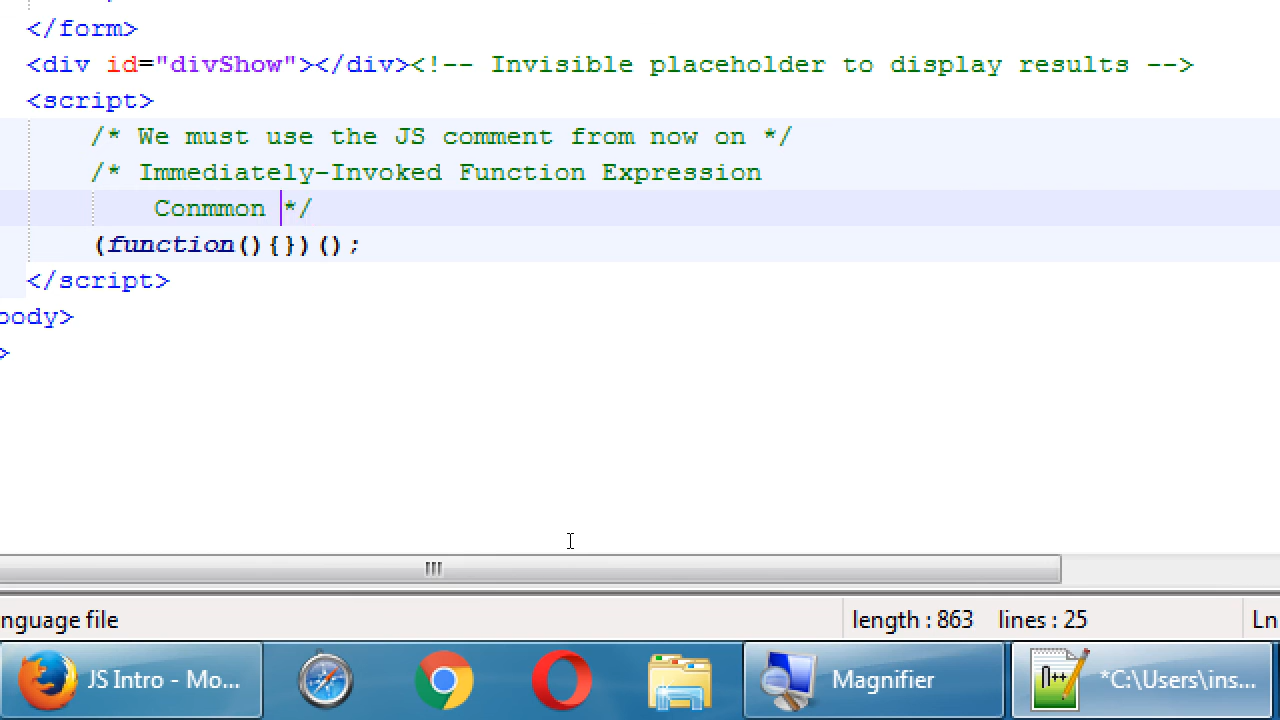 </form>
<div id="divShow"></div><!-- Invisible placeholder to display results -->
<script>
/* We must use the JS comment from now on */
/* Immediately-Invoked Function Expression
Conmmon */
(function(){})();
</script>
body>
>
nguage file
length : 863 lines : 25 Ln
JS Intro - Mo... Magnifier *C:\Users\ins...